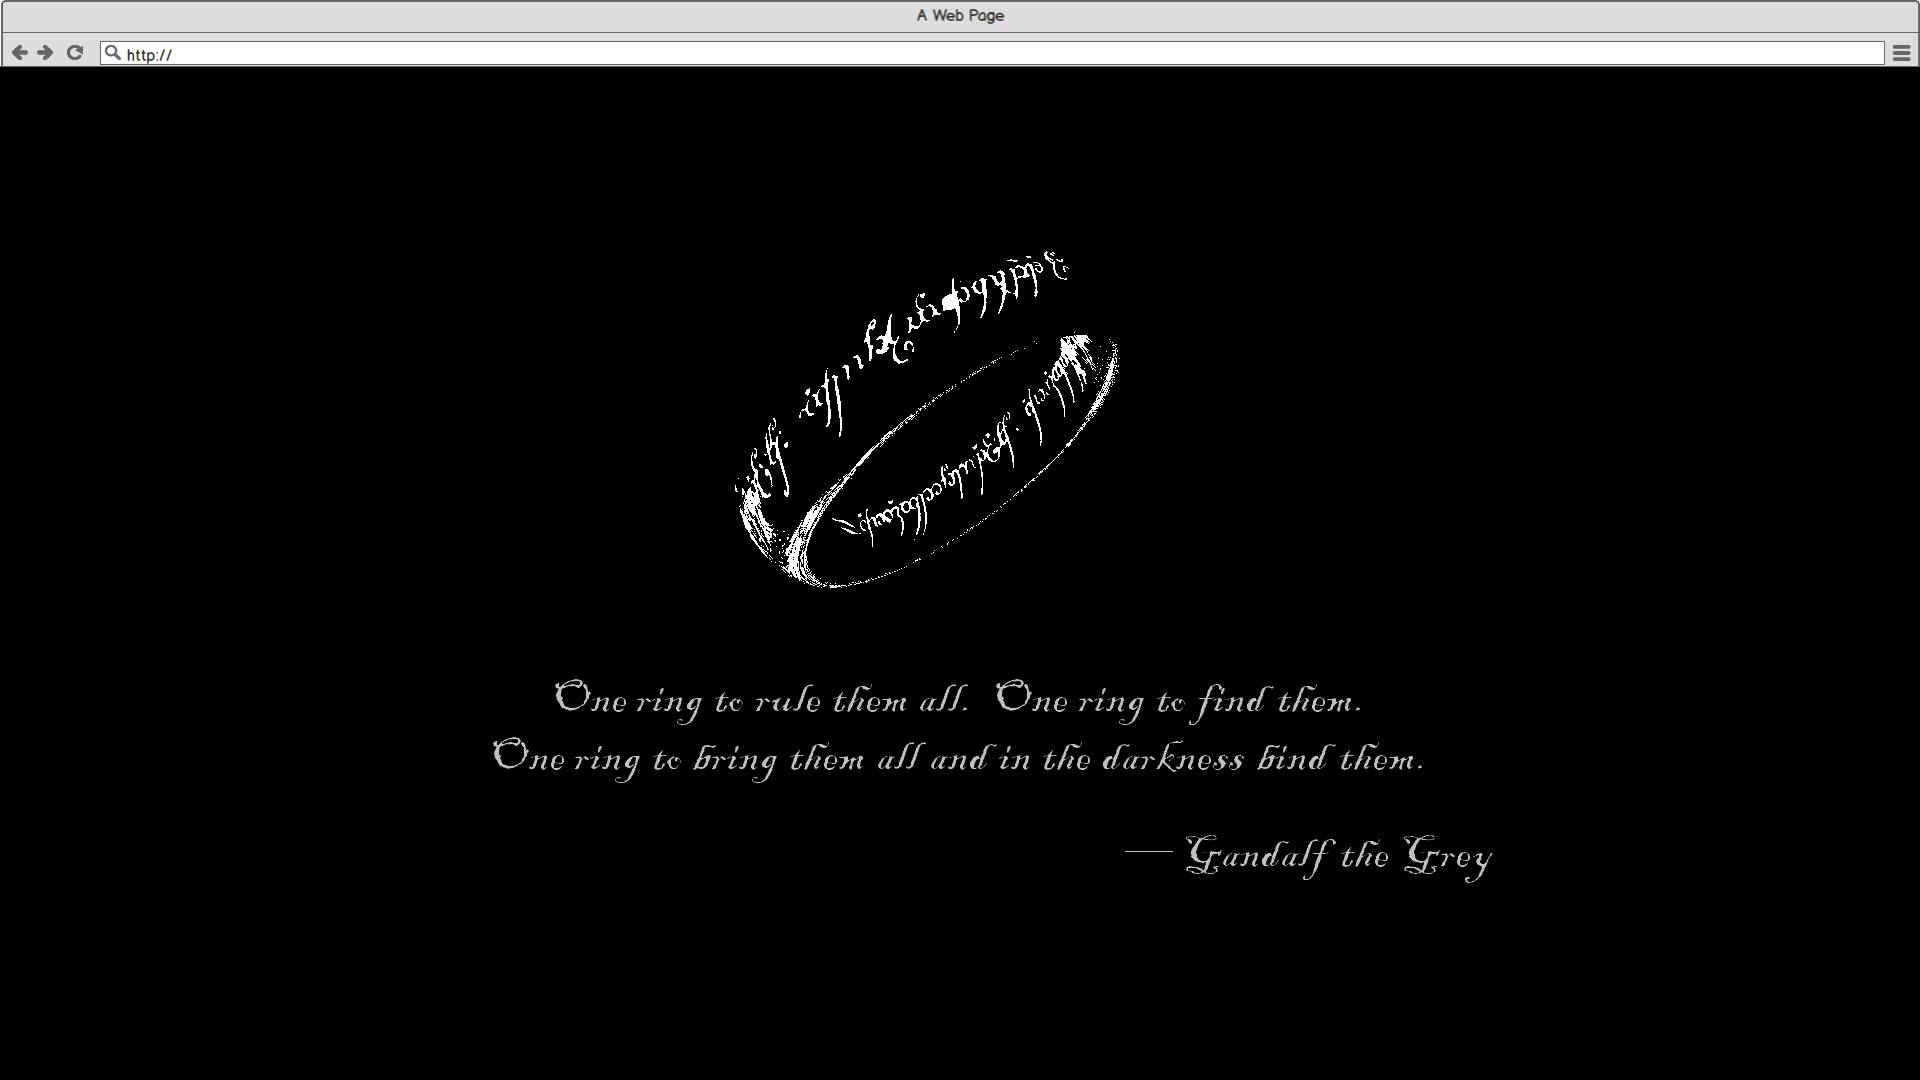 A Web Page
http://
One ring to rule them all. One ring to find them.
One ring to bring them all and in the darkness bind them.
— Gandalf the Grey